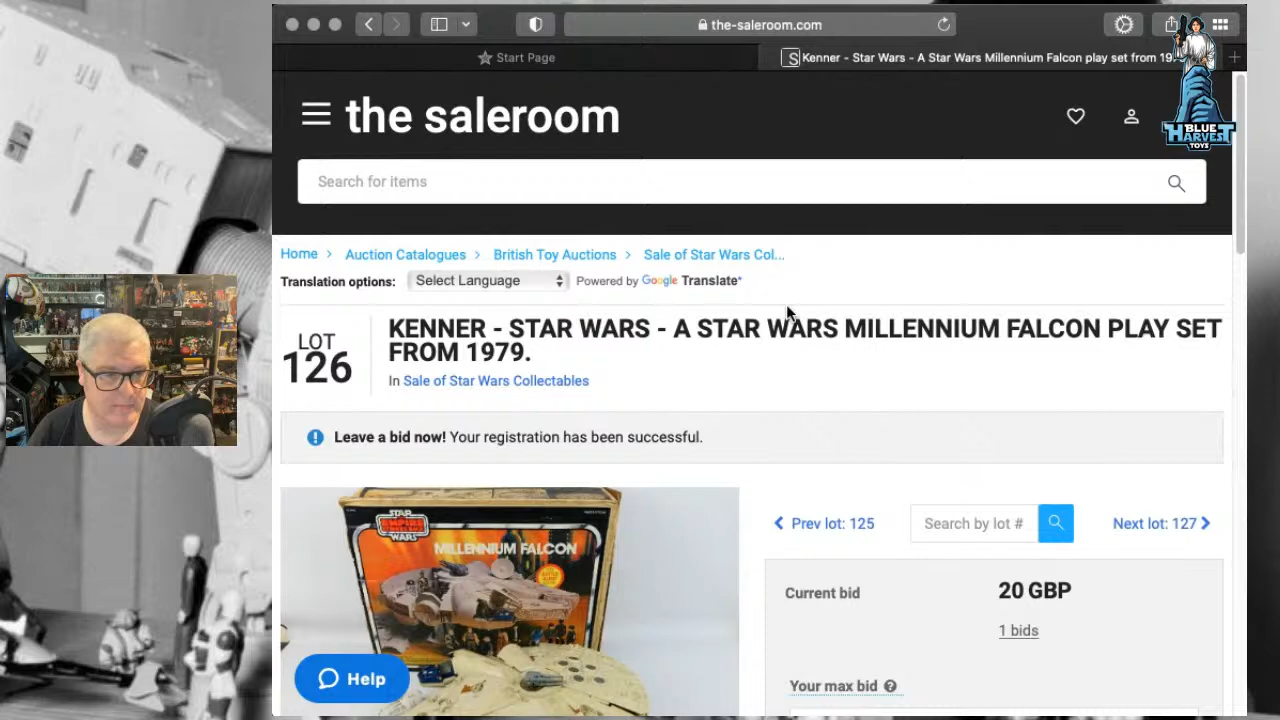 the-saleroom.com
Start Page
S Kenner - Star Wars - A Star Wars Millennium Falcon play set from 19
BLUE
HARVEST
TOYS
the saleroom
Search for items
Home > Auction Catalogues > British Toy Auctions > Sale of Star Wars Col...
Translation options: Select Language Powered by Google Translate*
LOT
126
KENNER - STAR WARS - A STAR WARS MILLENNIUM FALCON PLAY SET
FROM 1979.
In Sale of Star Wars Collectables
Leave a bid now! Your registration has been successful.
Prev lot: 125
Search by lot #
Next lot: 127
STAR
WARS
MILLENNIUM FALCON
Current bid
20 GBP
1 bids
Your max bid
Help